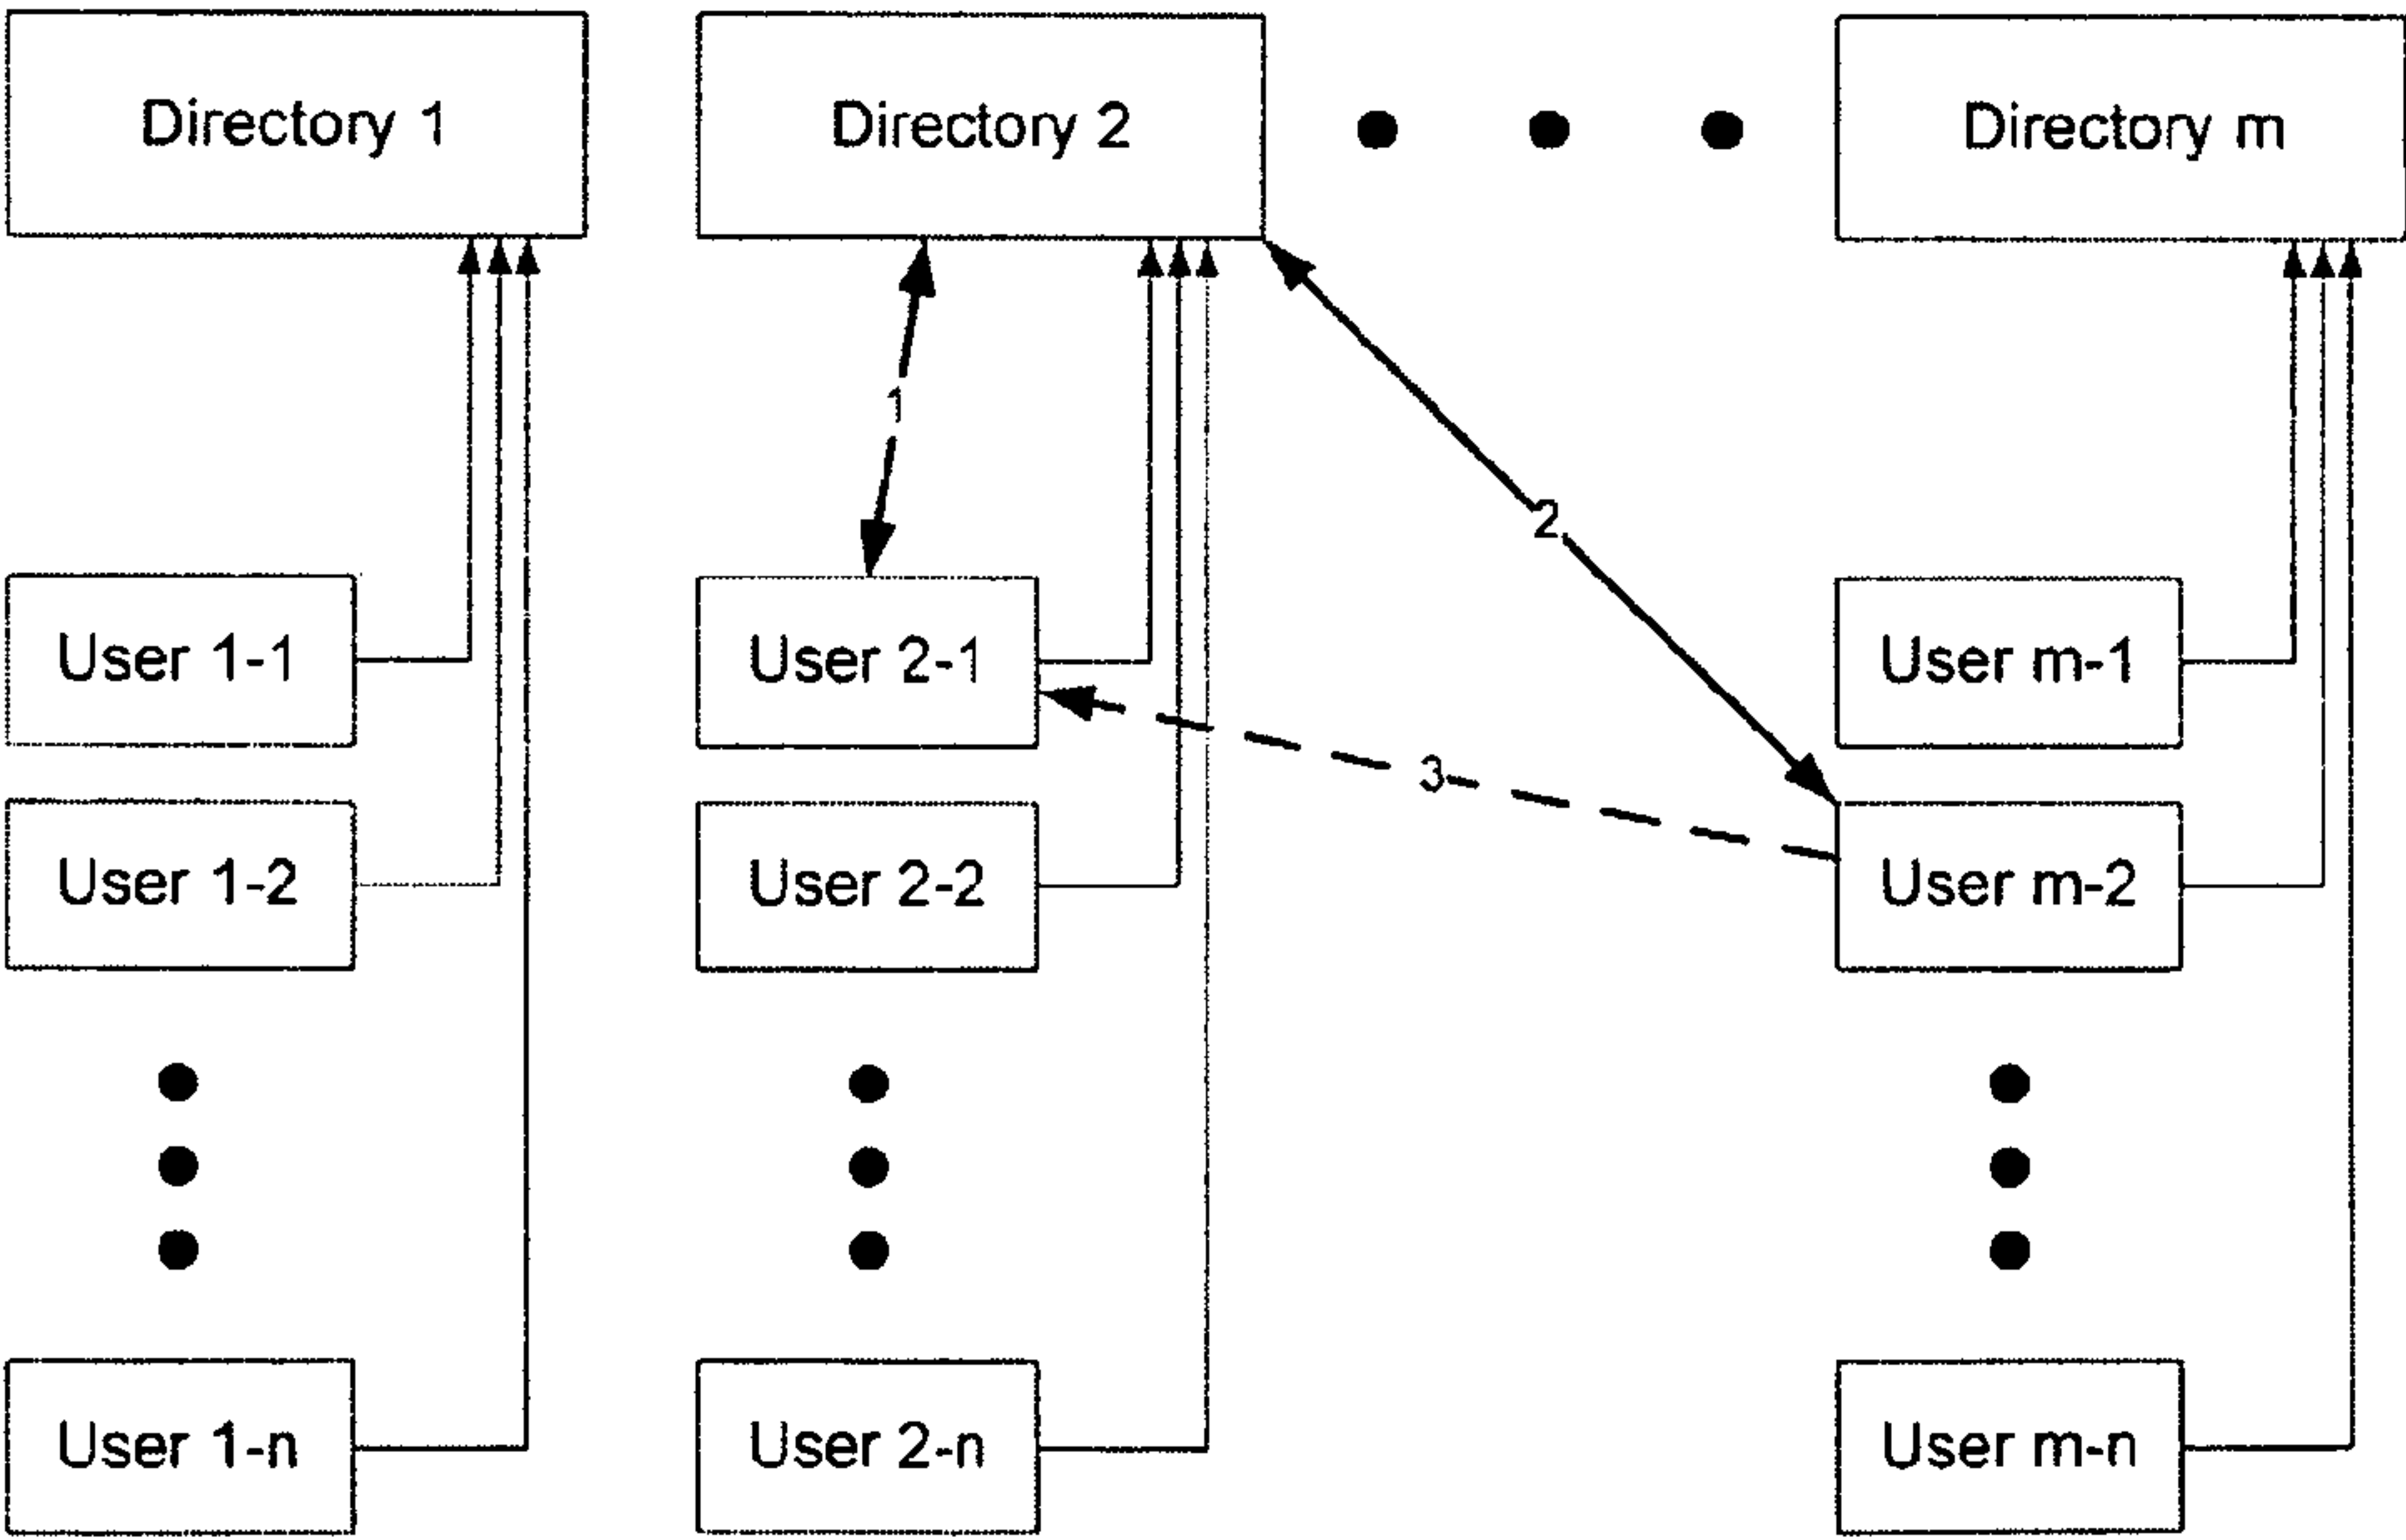 Directory 1
Directory 2
Directory m
1
2
User 1-1
User 2-1
User m-1
3
User 1-2
User 2-2
User m-2
User 1-n
User 2-n
User m-n